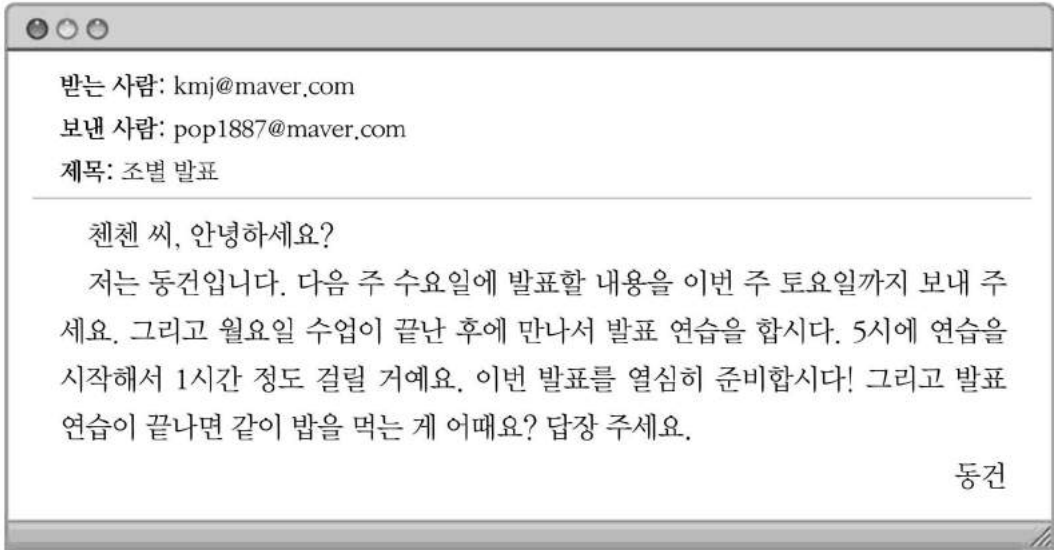 받는 사람: kmj@maver.com
보낸 사람: pop1887@maver.com
제목: 조별 발표
첸첸 씨, 안녕하세요?
저는 동건입니다. 다음 주 수요일에 발표할 내용을 이번 주 토요일까지 보내 주
세요. 그리고 월요일 수업이 끝난 후에 만나서 발표 연습을 합시다. 5시에 연습을
시작해서 1시간 정도 걸릴 거예요. 이번 발표를 열심히 준비합시다! 그리고 발표
연습이 끝나면 같이 밥을 먹는 게 어때요? 답장 주세요.
동건